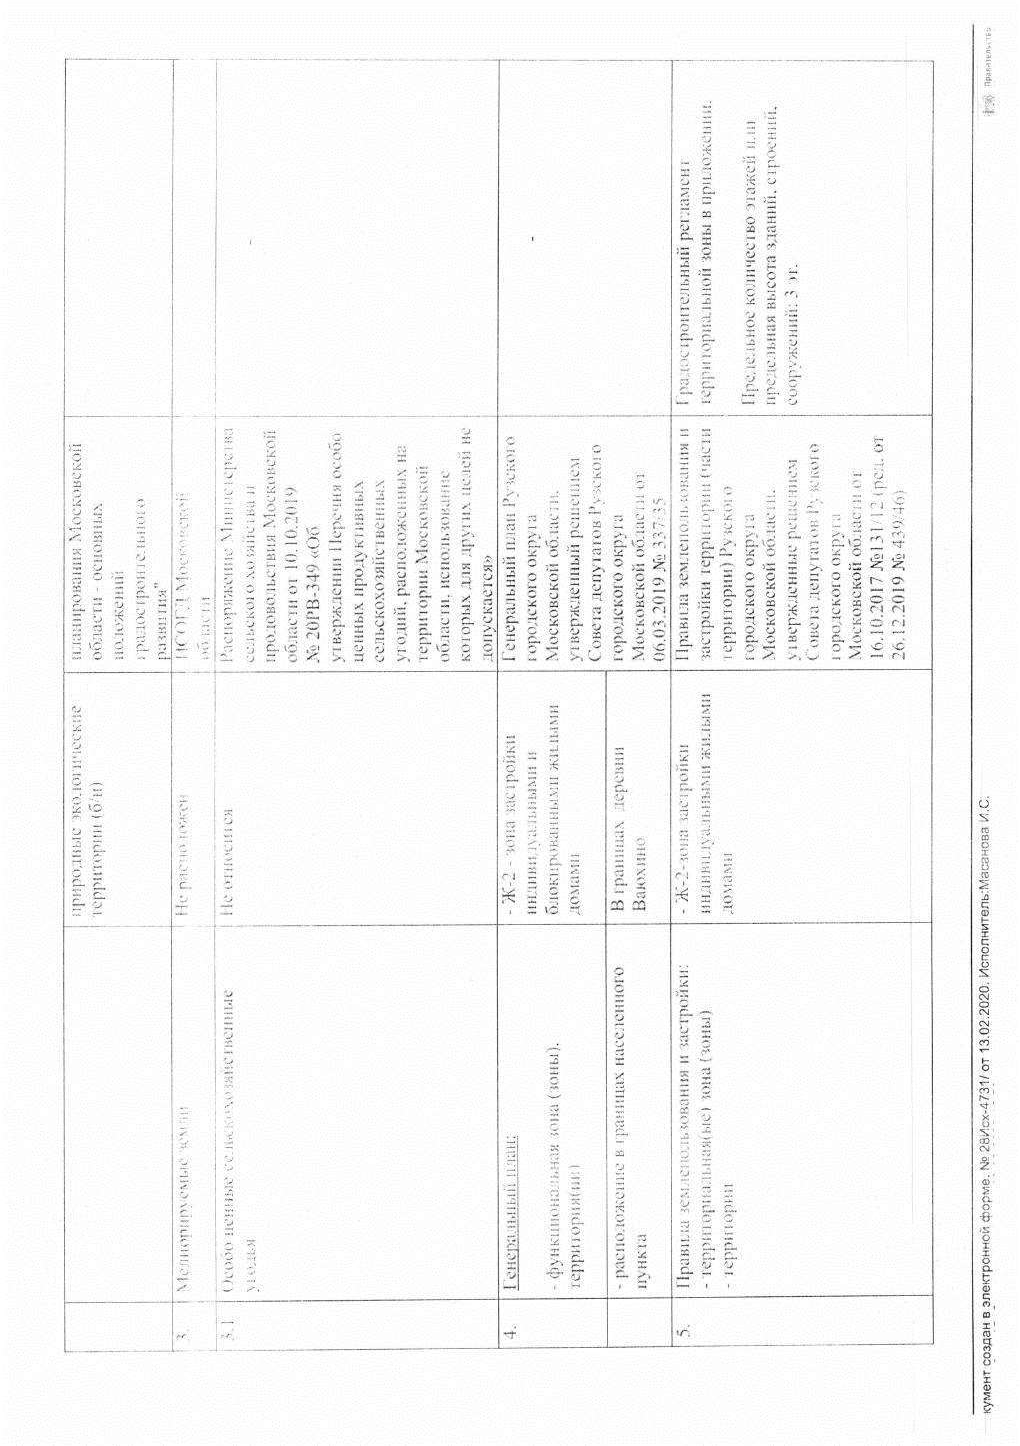 природные экологические
территории (б/н)
планирования Московской
области - основных
положений
градостроительного
развития"
3.
Мелиорируемые земли
Не расположен
ИСОГД Московской
области
3.1
Особо ценные сельскохозяйственные
угодья
Не относится
Распоряжение Министерства
сельского хозяйства и
продовольствия Московской
области от 10.10.2019
№ 20РВ-349 «Об
утверждении Перечня особо
ценных продуктивных
сельскохозяйственных
угодий, расположенных на
территории Московской
области, использование
которых для других целей не
допускается»
-
4.
Генеральный план:
- функциональная зона (зоны),
территория(ии)
- Ж-2 - зона застройки
индивидуальными и
блокированными жилыми
домами
Генеральный план Рузского
городского округа
Московской области,
утвержденный решением
Совета депутатов Рузского
городского округа
Московской области от
06.03.2019 № 337/35
-
- расположение в границах населенного
пункта
В границах деревни
Ваюхино
5.
Правила землепользования и застройки:
- территориальная(ые) зона (зоны)
- территории
- Ж-2-зона застройки
индивидуальными жилыми
домами
Правила землепользования и
застройки территории (части
территории) Рузского
городского округа
Московской области,
утвержденные решением
Совета депутатов Рузского
городского округа
Московской области от
16.10.2017 №131/12 (ред. от
26.12.2019 № 439/46)
Градостроительный регламент
территориальной зоны в приложении.
Предельное количество этажей или
предельная высота зданий, строений,
сооружений: 3 эт.
кумент создан в электронной форме. № 28Исх-4731/ от 13.02.2020. Исполнитель:Масанова И.С.
Правительство